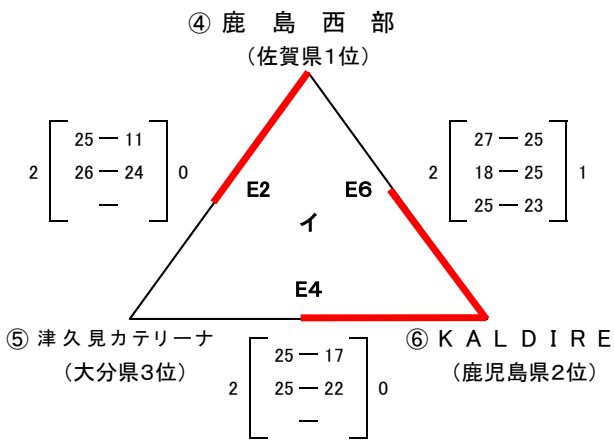 ④ 鹿 島 西 部
(佐賀県1位)
2 25 ― 11 0
26 ― 24
―
E2
2 27 ― 25 1
18 ― 25
25 ― 23
E6
イ
E4
⑤ 津久見カテリーナ
(大分県3位)
⑥ K A L D I R E
(鹿児島県2位)
2 25 ― 17 0
25 ― 22
―